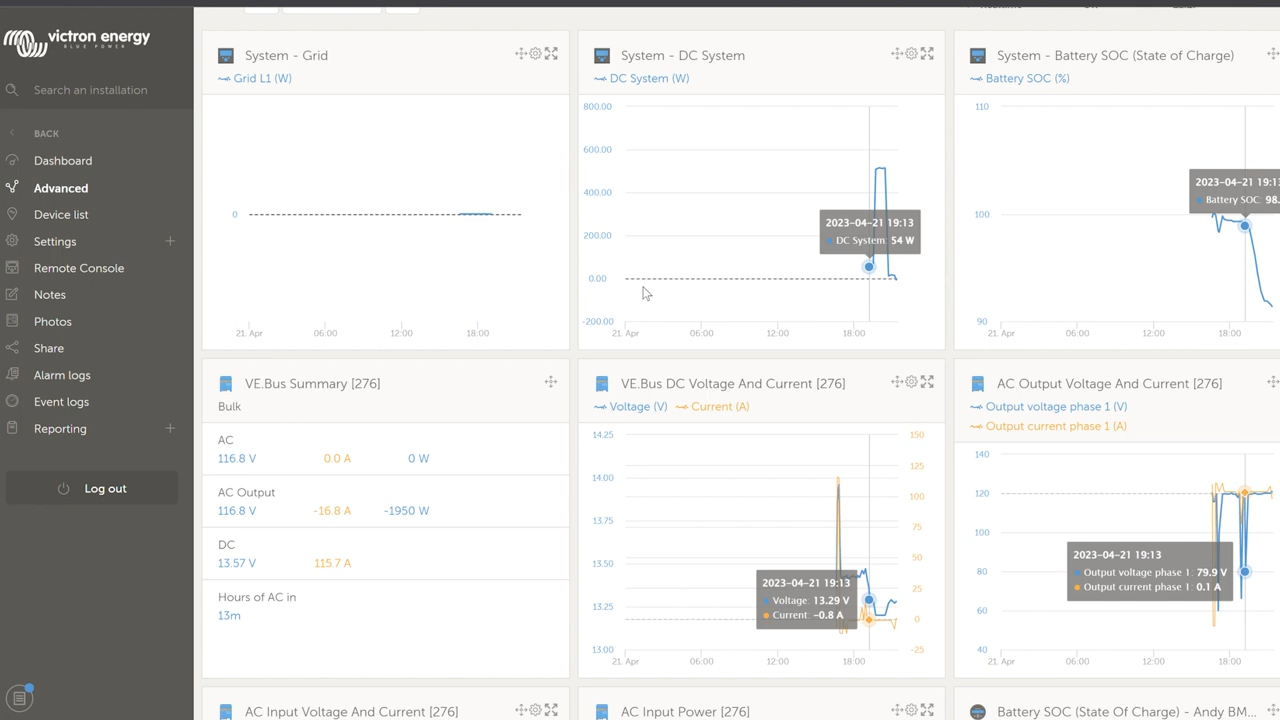 victron energy
BLUE POWER
Search an installation
BACK
Dashboard
Advanced
Device list
Settings
Remote Console
Notes
Photos
Share
Alarm logs
Event logs
Reporting
Log out
System - Grid
Grid L1 (W)
0
21. Apr 06:00 12:00 18:00
System - DC System
DC System (W)
800.00
600.00
400.00
200.00
0.00
-200.00
2023-04-21 19:13
DC System: 54 W
21. Apr 06:00 12:00 18:00
System - Battery SOC (State of Charge)
Battery SOC (%)
110
100
90
2023-04-21 19:13
Battery SOC: 98.
21. Apr 06:00 12:00 18:00
VE.Bus Summary [276]
Bulk
AC
116.8 V 0.0 A 0 W
AC Output
116.8 V -16.8 A -1950 W
DC
13.57 V 115.7 A
Hours of AC in
13m
VE.Bus DC Voltage And Current [276]
Voltage (V) Current (A)
14.25 150
125
14.00 100
13.75 75
50
13.50 25
13.25 0
13.00 -25
2023-04-21 19:13
Voltage: 13.29 V
Current: -0.8 A
21. Apr 06:00 12:00 18:00
AC Output Voltage And Current [276]
Output voltage phase 1 (V)
Output current phase 1 (A)
140
120
100
80
60
40
2023-04-21 19:13
Output voltage phase 1: 79.9 V
Output current phase 1: 0.1 A
21. Apr 06:00 12:00 18:00
AC Input Voltage And Current [276]
AC Input Power [276]
Battery SOC (State Of Charge) - Andy BM...